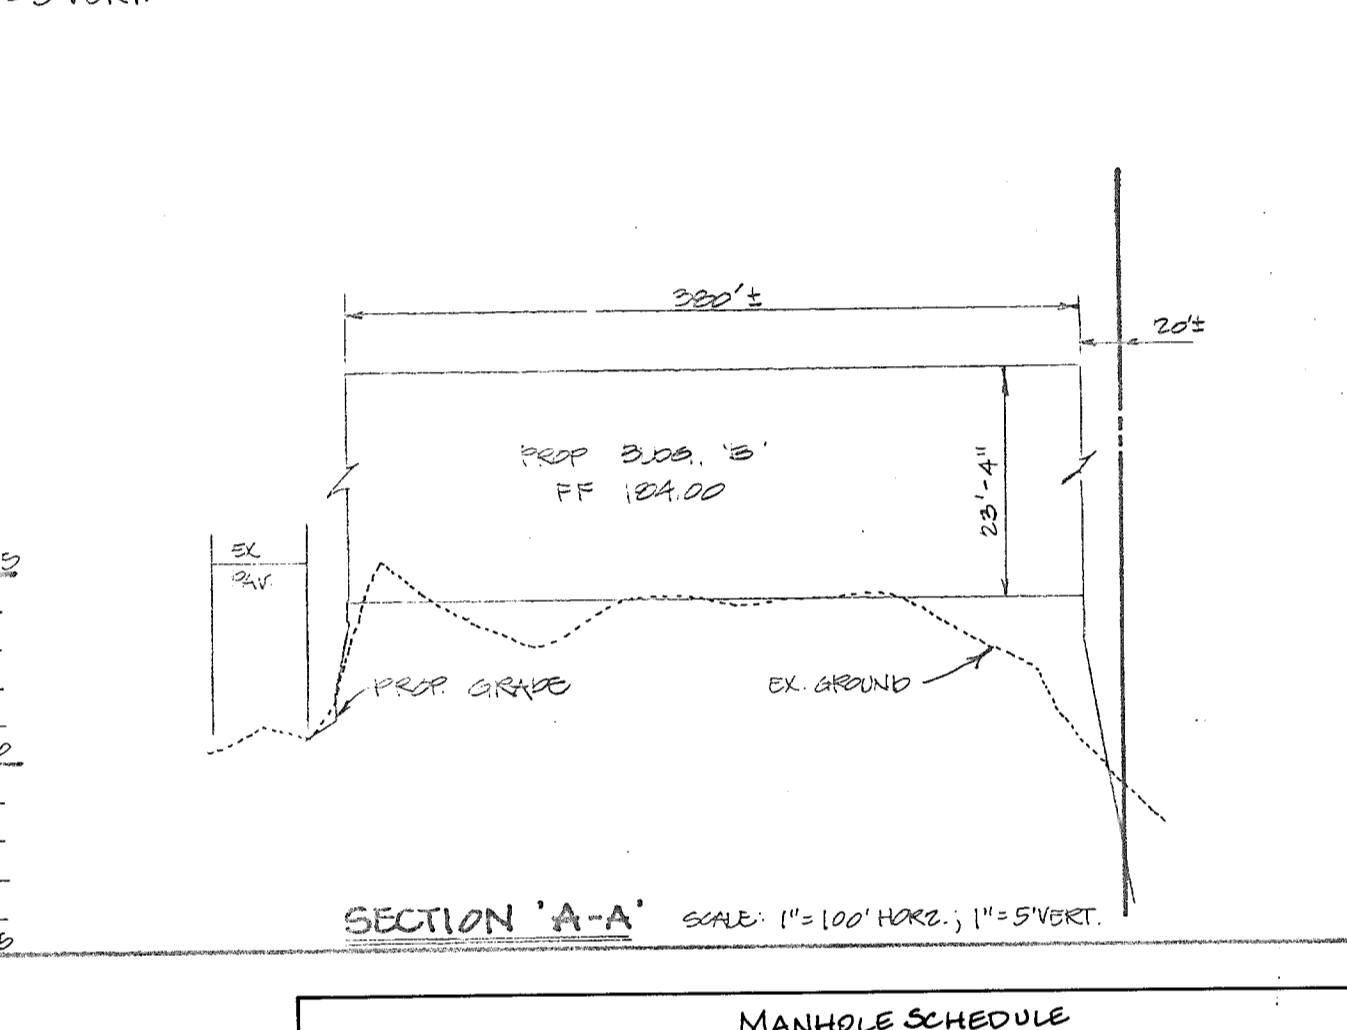 380'±
20'±
PROP BLDG. 'B'
FF 184.00
23'-4"
EX
PAV.
PROP. GRADE
EX. GROUND
SECTION 'A-A' SCALE: 1"=100' HORZ.; 1"=5'VERT.
MANHOLE SCHEDULE